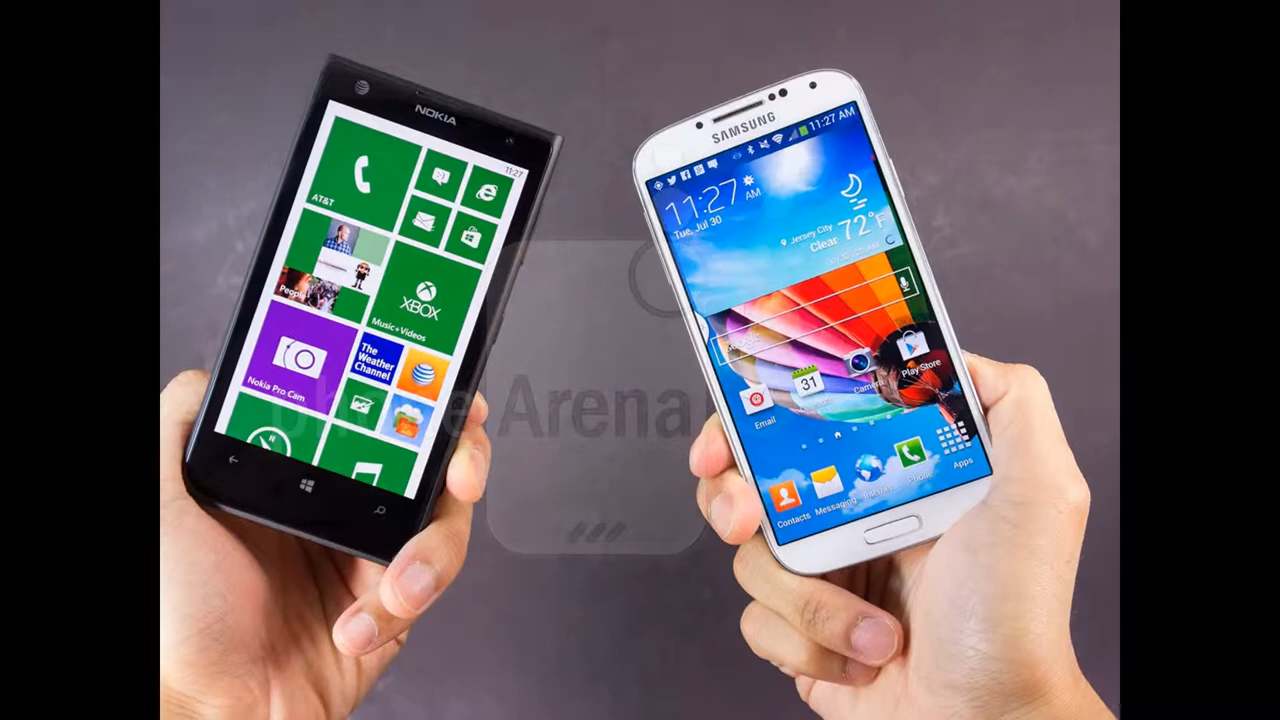 NOKIA
11:27
AT&T
People
XBOX
Music+Videos
Nokia Pro Cam
The
Weather
Channel
SAMSUNG
11:27 AM
11:27 AM
Tue, Jul 30
Jersey City
Clear 72°F
31
Email
Camera
Play Store
Contacts
Messaging
Phone
Apps
Arena